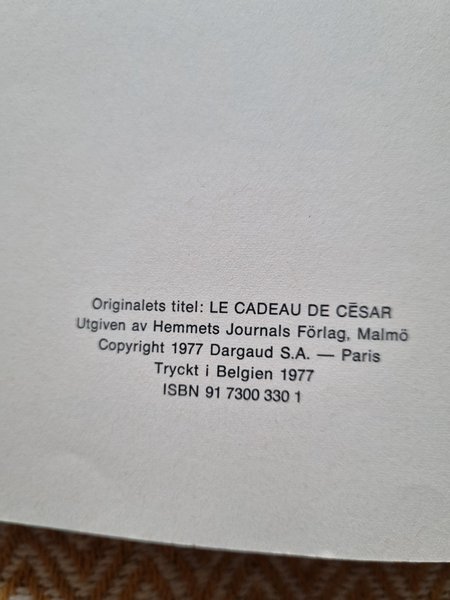 Originalets titel: LE CADEAU DE CĒSAR
Utgiven av Hemmets Journals Förlag, Malmö
Copyright 1977 Dargaud S.A. — Paris
Tryckt i Belgien 1977
ISBN 91 7300 330 1